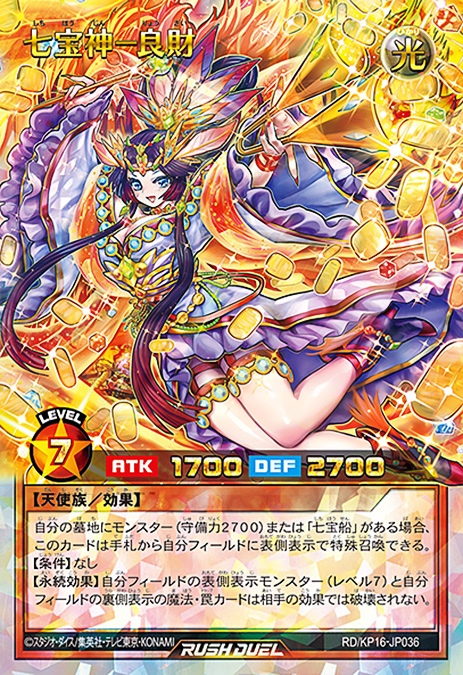 七宝神－良財
光
LEVEL
7
ATK 1700 DEF 2700
【天使族／効果】
自分の墓地にモンスター（守備力2700）または「七宝船」がある場合、
このカードは手札から自分フィールドに表側表示で特殊召喚できる。
【条件】なし
【永続効果】自分フィールドの表側表示モンスター（レベル7）と自分
フィールドの裏側表示の魔法・罠カードは相手の効果では破壊されない。
©スタジオ・ダイス／集英社・テレビ東京・KONAMI
RUSH DUEL
RD/KP16-JP036